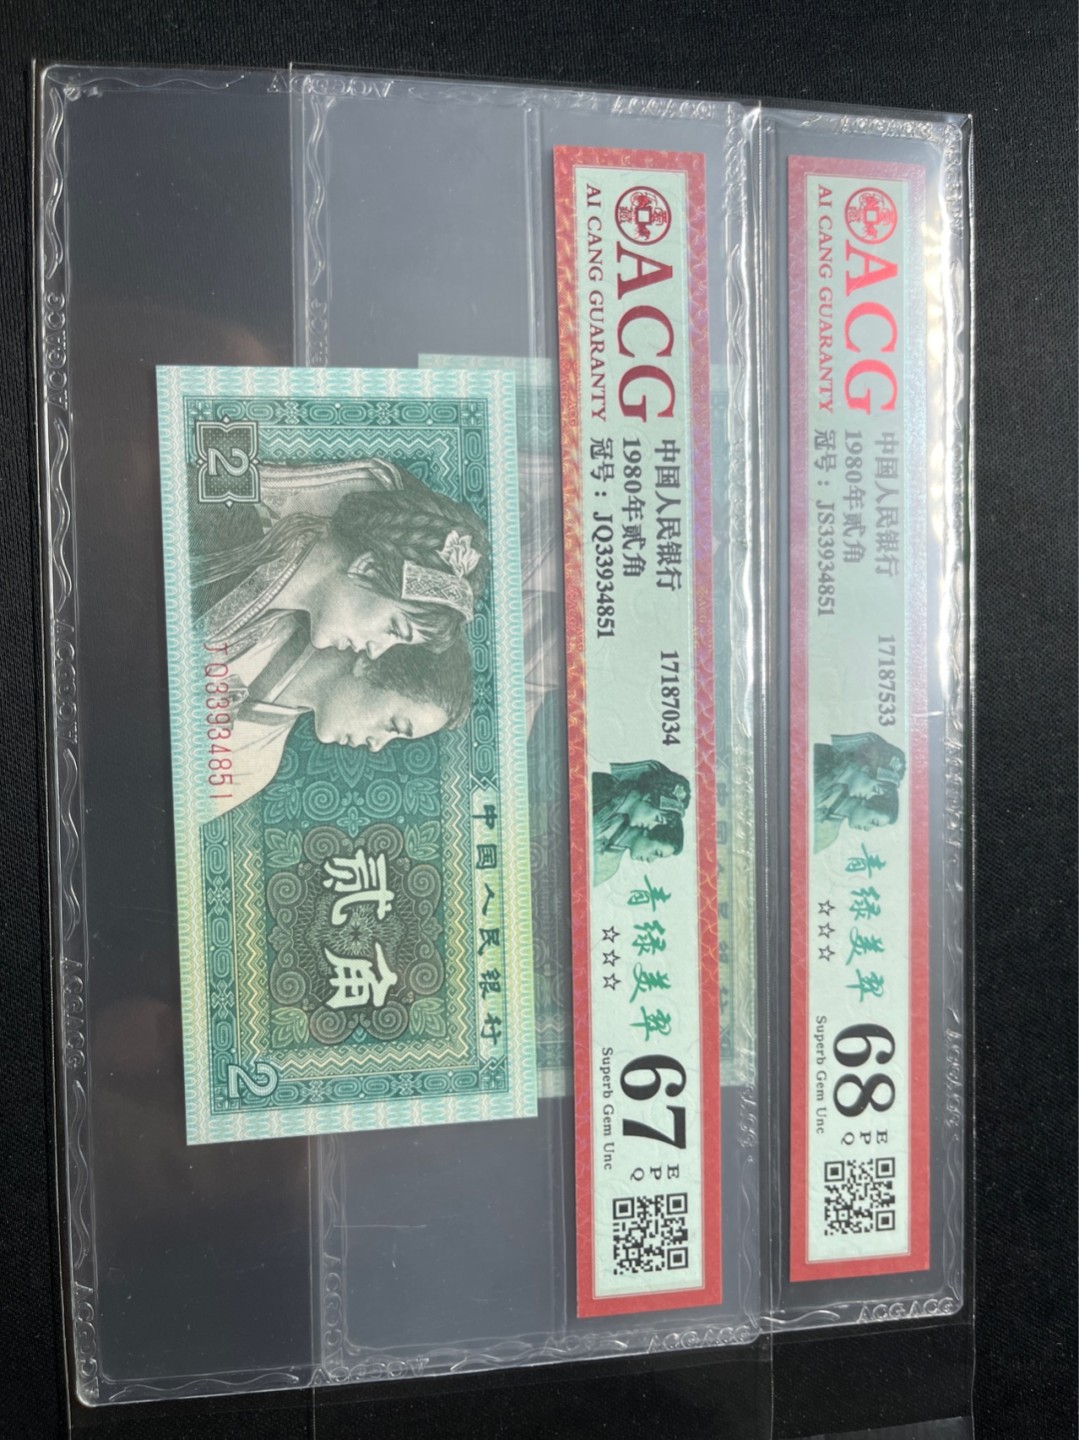 ACG
AI CANG GUARANTY
中国人民银行
1980年贰角
冠号：JS33934851
17187533
青绿美翠
☆☆☆
68
EPQ
Superb Gem Unc
ACG
AI CANG GUARANTY
中国人民银行
1980年贰角
冠号：JQ33934851
17187034
青绿美翠
☆☆☆
67
EPQ
Superb Gem Unc
中国人民银行
贰角
2
JQ33934851
2